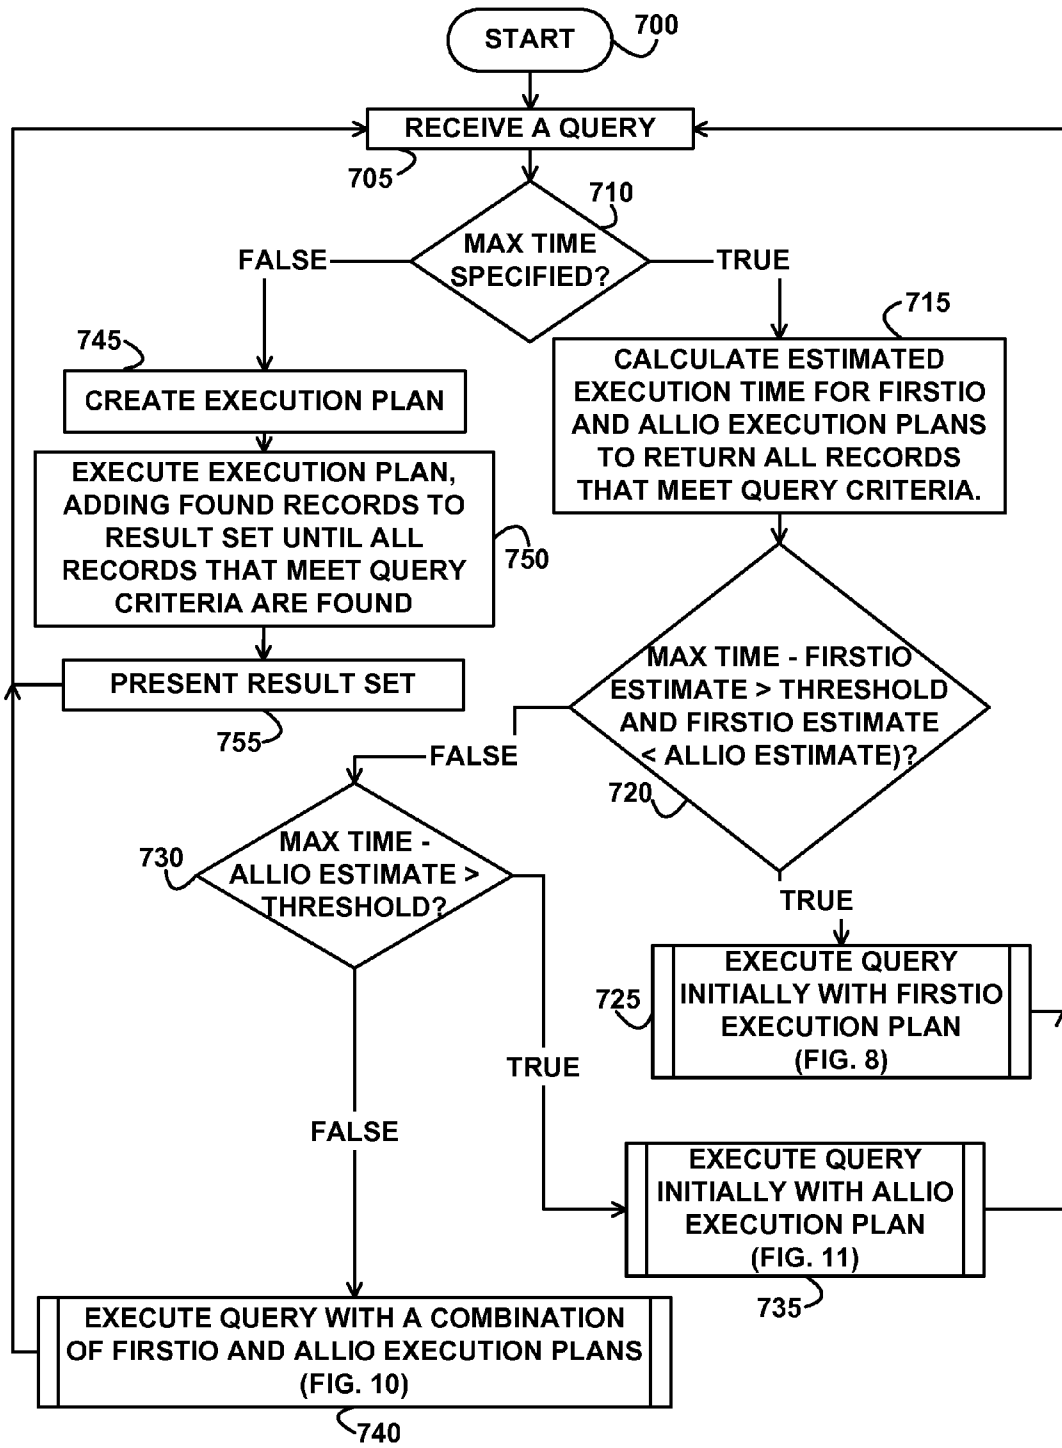 START
700
RECEIVE A QUERY
705
710
MAX TIME
SPECIFIED?
FALSE
TRUE
715
745
CREATE EXECUTION PLAN
CALCULATE ESTIMATED
EXECUTION TIME FOR FIRSTIO
AND ALLIO EXECUTION PLANS
TO RETURN ALL RECORDS
THAT MEET QUERY CRITERIA.
EXECUTE EXECUTION PLAN,
ADDING FOUND RECORDS TO
RESULT SET UNTIL ALL
RECORDS THAT MEET QUERY
CRITERIA ARE FOUND
750
PRESENT RESULT SET
755
MAX TIME - FIRSTIO
ESTIMATE > THRESHOLD
AND FIRSTIO ESTIMATE
< ALLIO ESTIMATE)?
720
FALSE
TRUE
730
MAX TIME -
ALLIO ESTIMATE >
THRESHOLD?
725
EXECUTE QUERY
INITIALLY WITH FIRSTIO
EXECUTION PLAN
(FIG. 8)
TRUE
FALSE
EXECUTE QUERY
INITIALLY WITH ALLIO
EXECUTION PLAN
(FIG. 11)
735
EXECUTE QUERY WITH A COMBINATION
OF FIRSTIO AND ALLIO EXECUTION PLANS
(FIG. 10)
740